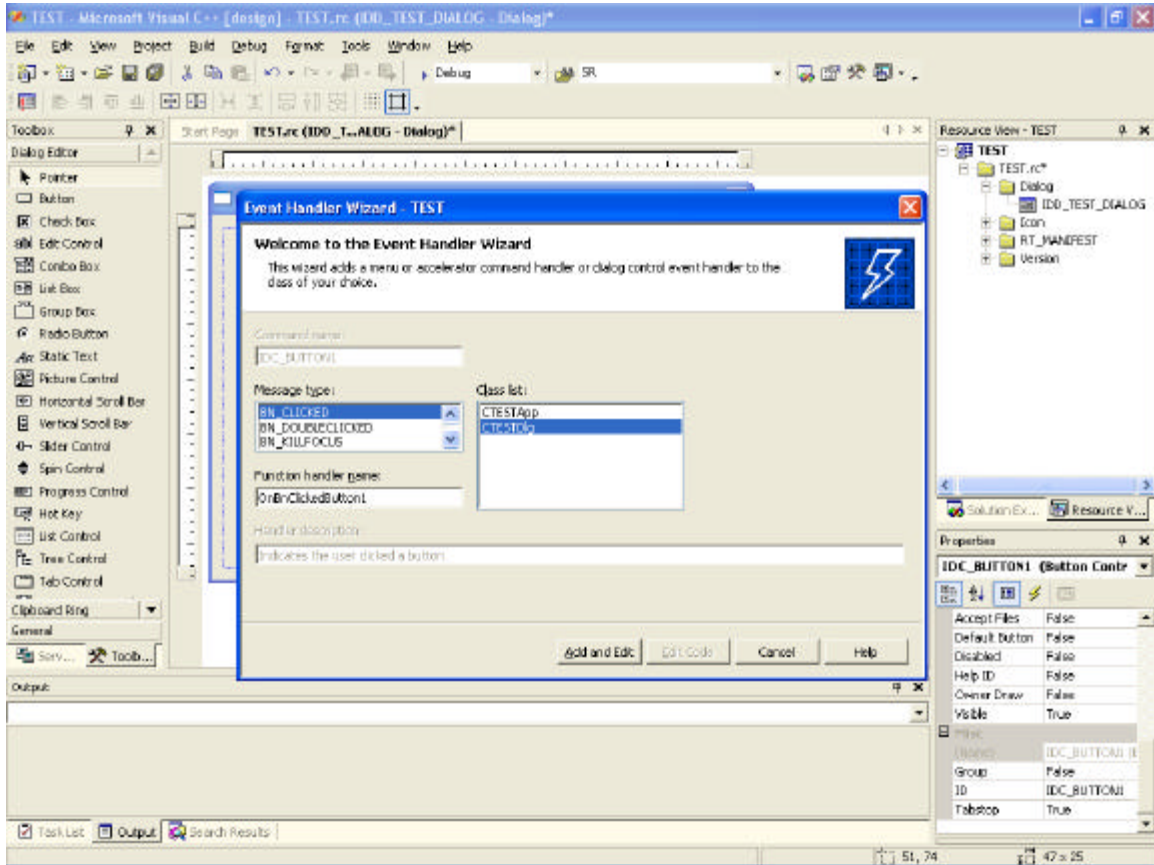 TEST - Microsoft Visual C++ [design] - TEST.rc (IDD_TEST_DIALOG - Dialog)*
File Edit View Project Build Debug Format Tools Window Help
Debug SR
Toolbox
Dialog Editor
Pointer
Button
Check Box
Edit Control
Combo Box
List Box
Group Box
Radio Button
Static Text
Picture Control
Horizontal Scroll Bar
Vertical Scroll Bar
Slider Control
Spin Control
Progress Control
Hot Key
List Control
Tree Control
Tab Control
Clipboard Ring
General
Serv... Toolb...
Start Page TEST.rc (IDD_T...ALOG - Dialog)*
Event Handler Wizard - TEST
Welcome to the Event Handler Wizard
This wizard adds a menu or accelerator command handler or dialog control event handler to the
class of your choice.
Command name:
IDC_BUTTON1
Message type:
BN_CLICKED
BN_DOUBLECLICKED
BN_KILLFOCUS
Class list:
CTESTApp
CTESTDlg
Function handler name:
OnBnClickedButton1
Handler description:
Indicates the user clicked a button
Add and Edit Edit Code Cancel Help
Resource View - TEST
TEST
TEST.rc*
Dialog
IDD_TEST_DIALOG
Icon
RT_MANIFEST
Version
Solution Ex... Resource V...
Properties
IDC_BUTTON1 (Button Contr
Accept Files False
Default Button False
Disabled False
Help ID False
Owner Draw False
Visible True
Misc
(Name) IDC_BUTTON1
Group False
ID IDC_BUTTON1
Tabstop True
Output
Task List Output Search Results
51, 74 47 x 25